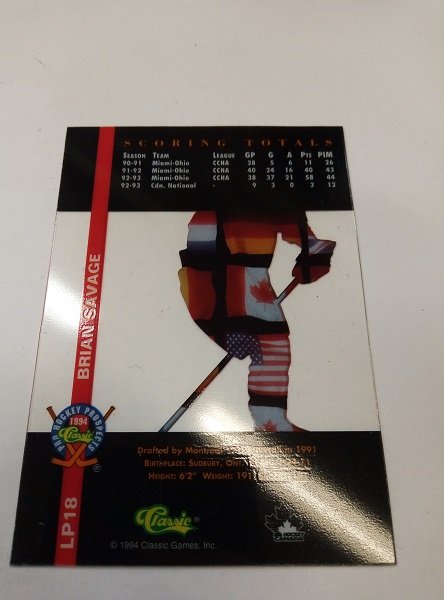 SCORING TOTALS
SEASON TEAM LEAGUE GP G A PTS PIM
90-91 Miami-Ohio CCHA 28 5 6 11 26
91-92 Miami-Ohio CCHA 40 24 16 40 43
92-93 Miami-Ohio CCHA 38 37 21 58 44
92-93 Cdn. National - 9 3 0 3 12
BRIAN SAVAGE
PRO HOCKEY PROSPECTS
1994
Classic
®
LP18
Drafted by Montreal in 1991
BIRTHPLACE: SUDBURY, ONT.
HEIGHT: 6'2" WEIGHT: 191
Classic
© 1994 Classic Games, Inc.